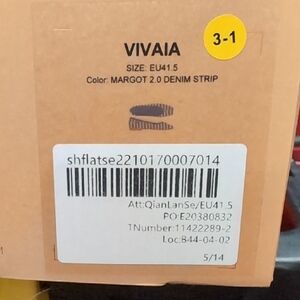 VIVAIA
3-1
SIZE: EU41.5
Color: MARGOT 2.0 DENIM STRIP
shflatse2210170007014
Att:QianLanSe/EU41.5
PO:E20380832
TNumber:11422289-2
Loc:B44-04-02
5/14